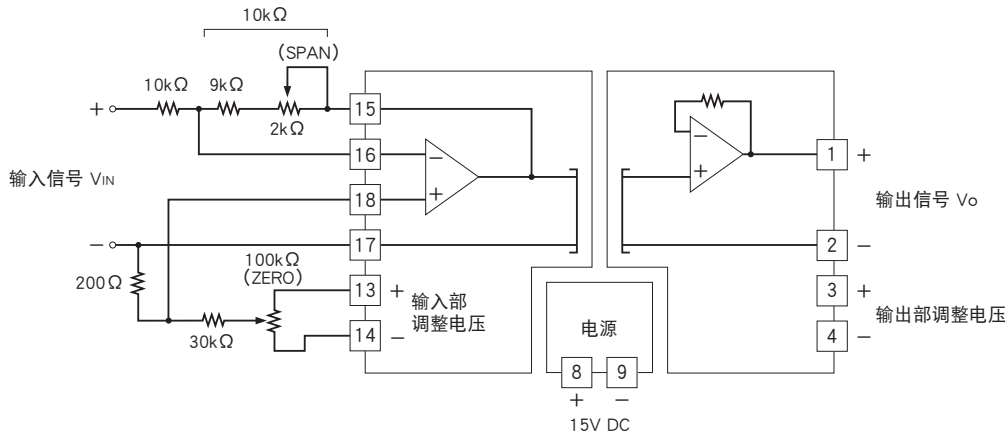 10kΩ
(SPAN)
10kΩ
9kΩ
2kΩ
+
15
16
18
17
13
14
−
+
输入信号 VIN
−
200Ω
100kΩ
(ZERO)
30kΩ
+
−
输入部
调整电压
−
+
1
+
输出信号 Vo
2
−
3
+
输出部调整电压
4
−
电源
8
9
+
−
15V DC